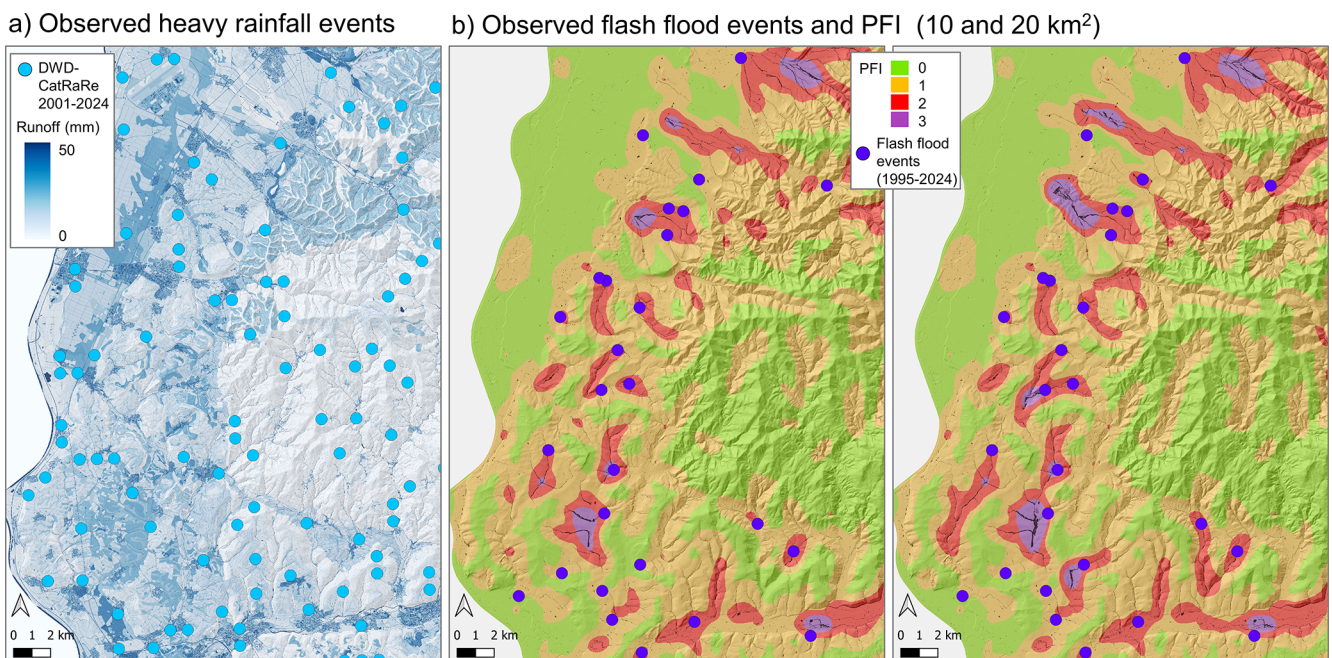 a) Observed heavy rainfall events
b) Observed flash flood events and PFI (10 and 20 km²)
DWD-
CatRaRe
2001-2024
Runoff (mm)
50
0
0 1 2 km
PFI
0
1
2
3
Flash flood
events
(1995-2024)
0 1 2 km
0 1 2 km